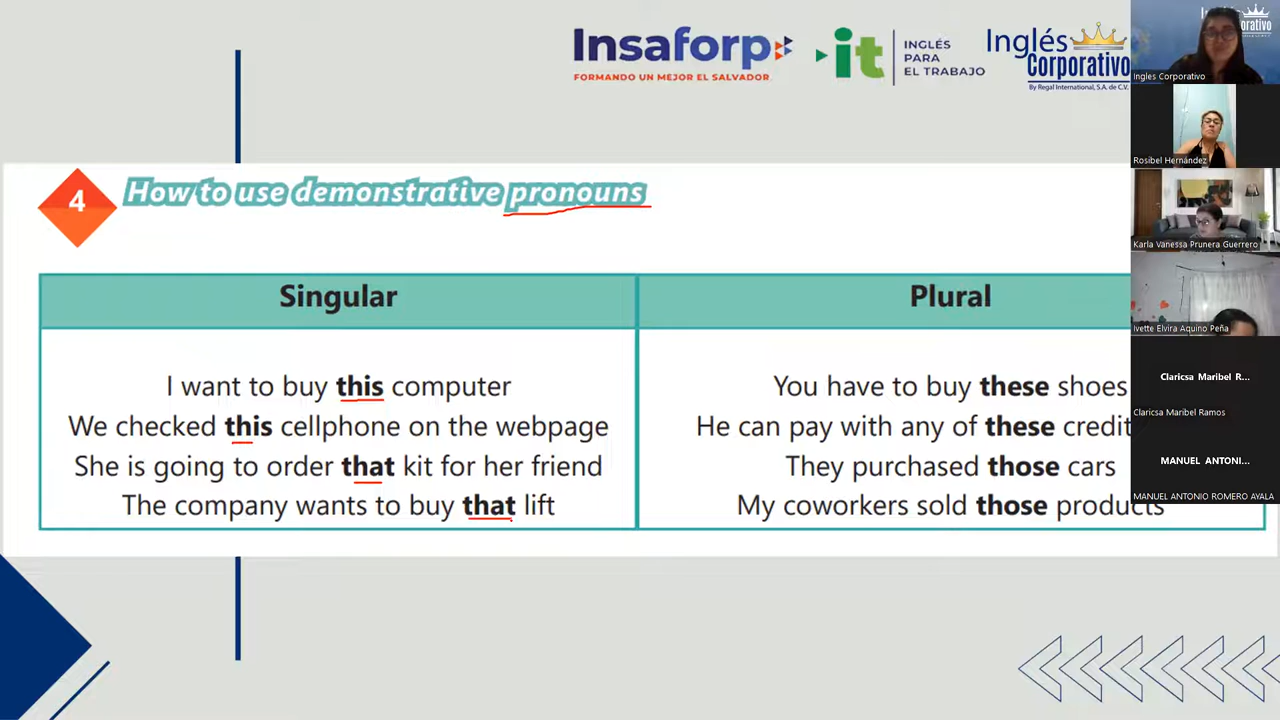 Insaforp
FORMANDO UN MEJOR EL SALVADOR
it
INGLÉS
PARA
EL TRABAJO
Inglés
Corporativo
By Regal International, S.A. de C.V.
Ingles Corporativo
Rosibel Hernández
Karla Vanessa Prunera Guerrero
Ivette Elvira Aquino Peña
Claricsa Maribel R...
Claricsa Maribel Ramos
MANUEL ANTONI...
MANUEL ANTONIO ROMERO AYALA
4
How to use demonstrative pronouns
Singular
Plural
I want to buy this computer
We checked this cellphone on the webpage
She is going to order that kit for her friend
The company wants to buy that lift
You have to buy these shoes
He can pay with any of these credit
They purchased those cars
My coworkers sold those products